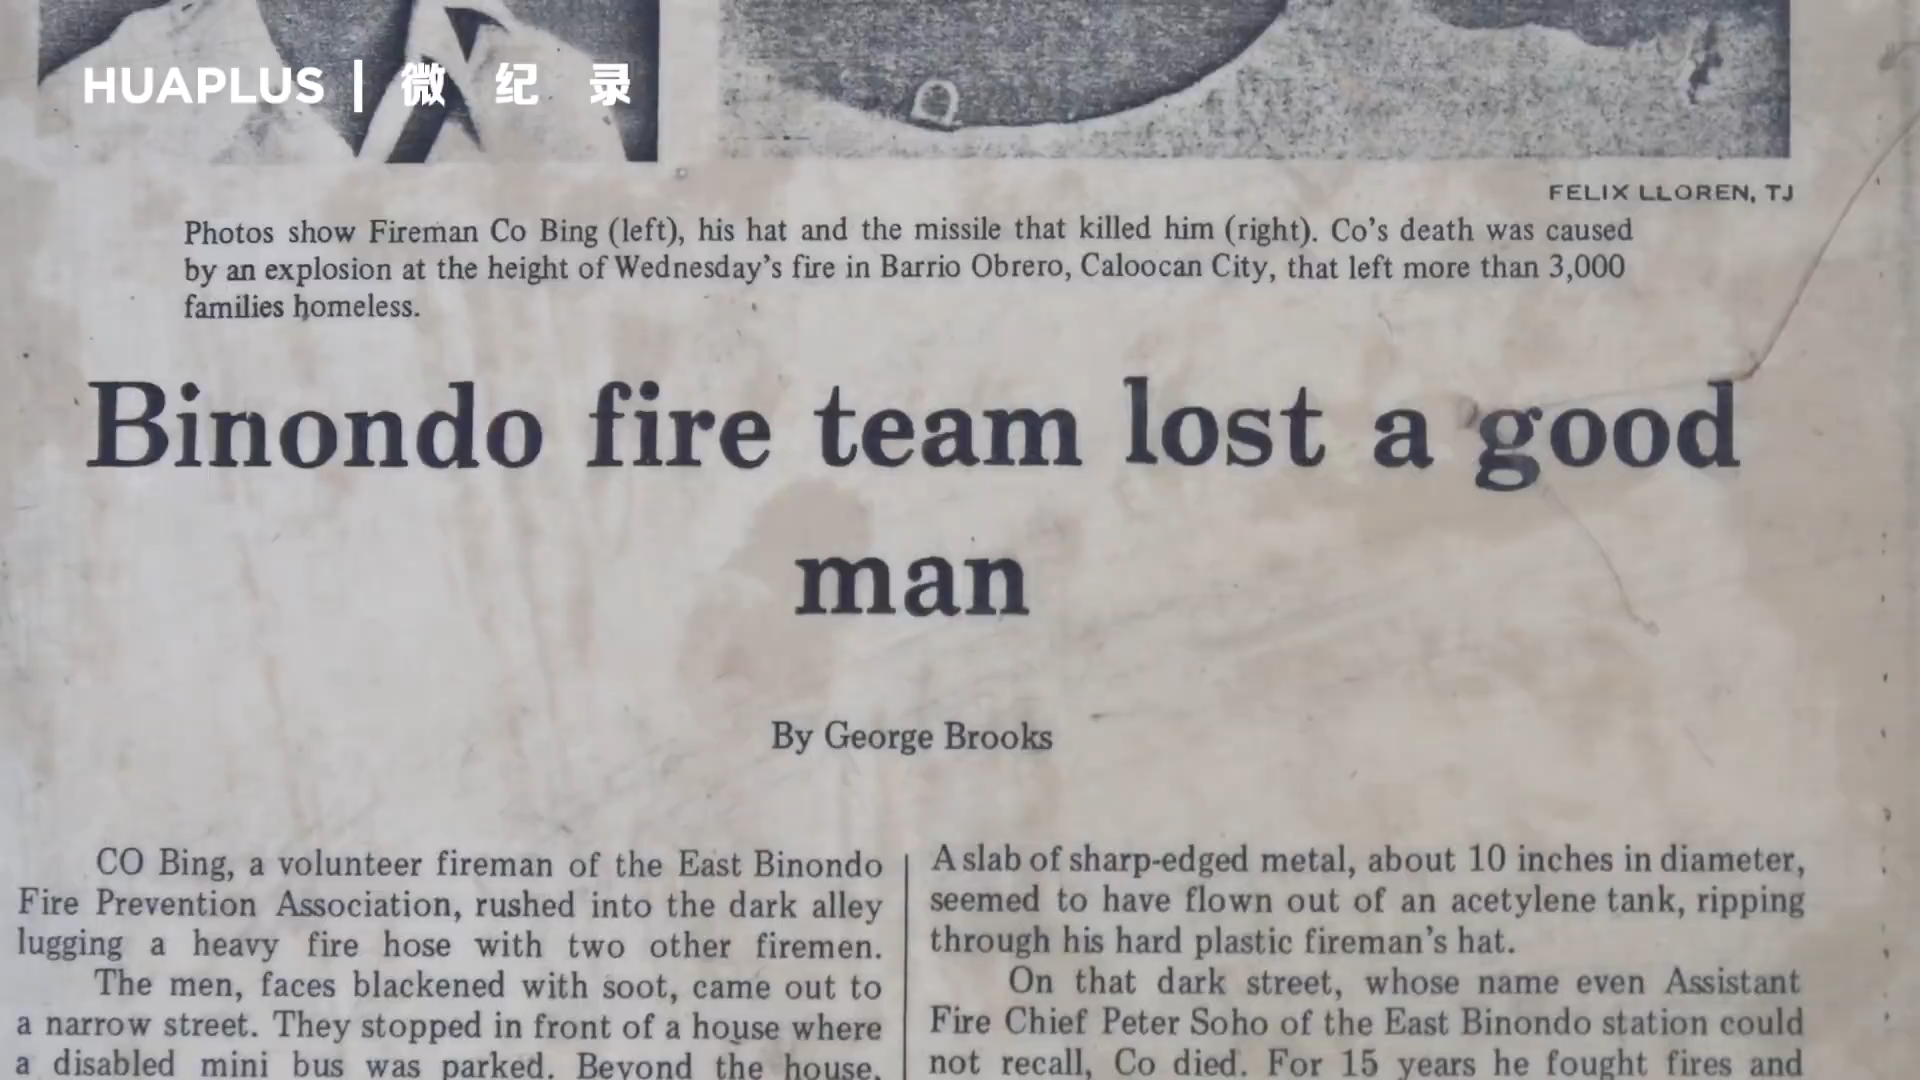 HUAPLUS | 微纪录
FELIX LLOREN, TJ
Photos show Fireman Co Bing (left), his hat and the missile that killed him (right). Co's death was caused
by an explosion at the height of Wednesday's fire in Barrio Obrero, Caloocan City, that left more than 3,000
families homeless.
Binondo fire team lost a good
man
By George Brooks
CO Bing, a volunteer fireman of the East Binondo
Fire Prevention Association, rushed into the dark alley
lugging a heavy fire hose with two other firemen.
The men, faces blackened with soot, came out to
a narrow street. They stopped in front of a house where
a disabled mini bus was parked. Beyond the house,
A slab of sharp-edged metal, about 10 inches in diameter,
seemed to have flown out of an acetylene tank, ripping
through his hard plastic fireman's hat.
On that dark street, whose name even Assistant
Fire Chief Peter Soho of the East Binondo station could
not recall, Co died. For 15 years he fought fires and